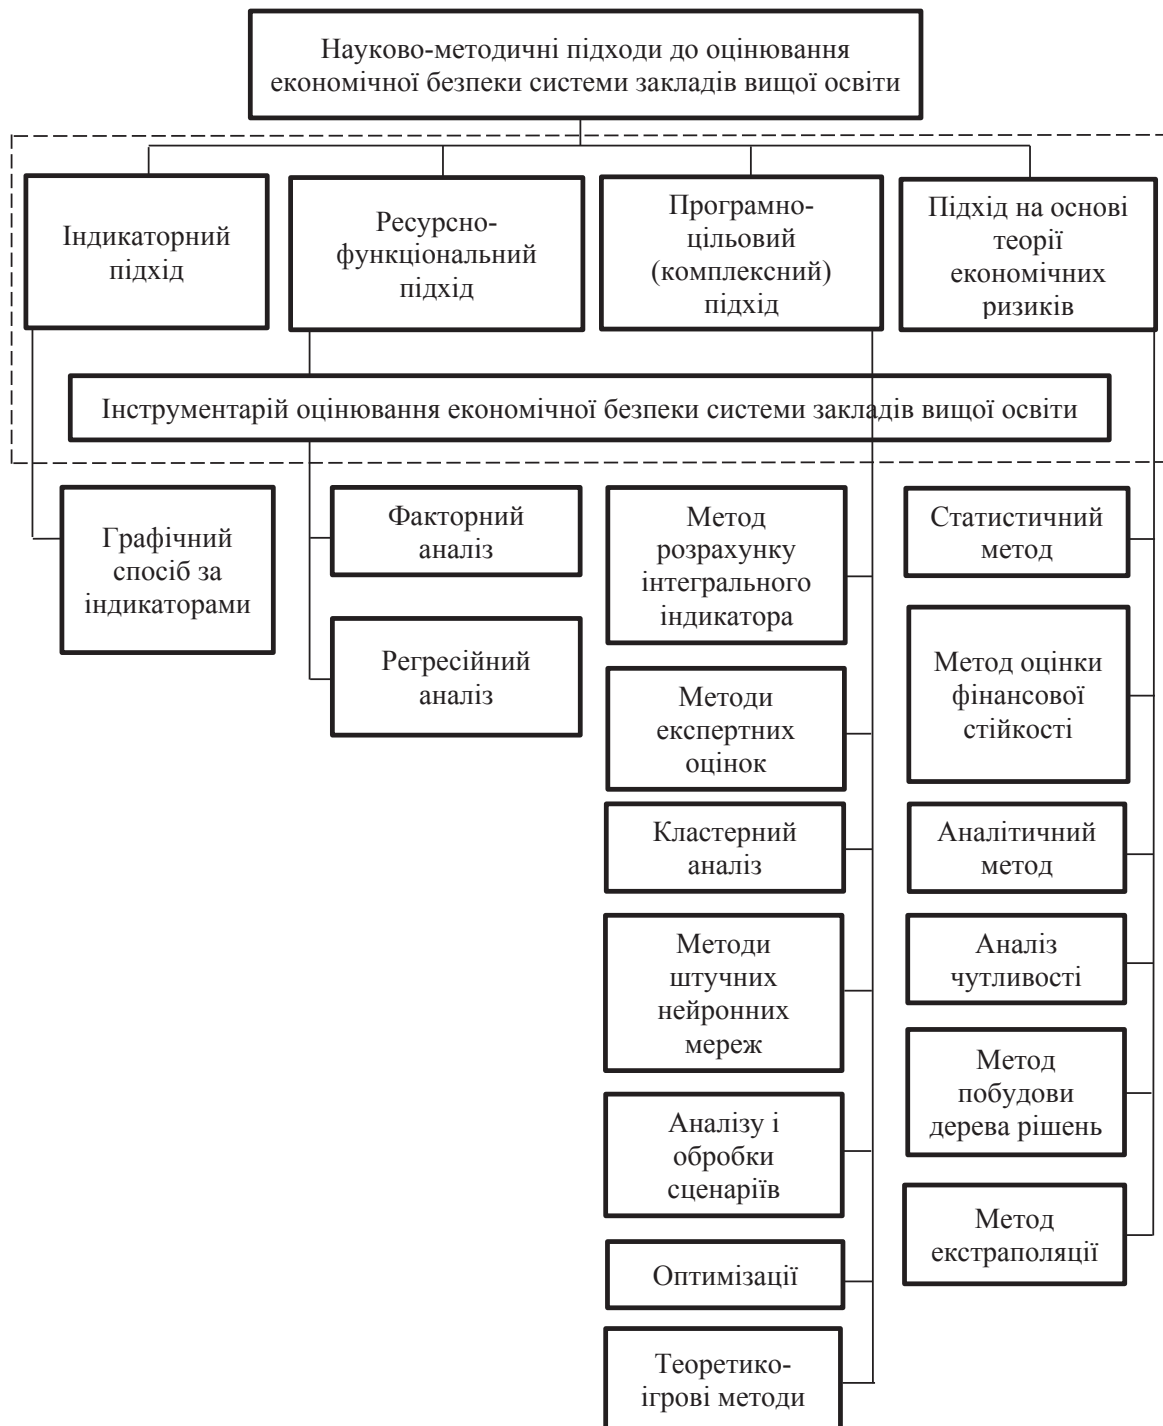 Науково-методичні підходи до оцінювання
економічної безпеки системи закладів вищої освіти
Індикаторний
підхід
Ресурсно-
функціональний
підхід
Програмно-
цільовий
(комплексний)
підхід
Підхід на основі
теорії
економічних
ризиків
Інструментарій оцінювання економічної безпеки системи закладів вищої освіти
Графічний
спосіб за
індикаторами
Факторний
аналіз
Регресійний
аналіз
Метод
розрахунку
інтегрального
індикатора
Методи
експертних
оцінок
Кластерний
аналіз
Методи
штучних
нейронних
мереж
Аналізу і
обробки
сценаріїв
Оптимізації
Теоретико-
ігрові методи
Статистичний
метод
Метод оцінки
фінансової
стійкості
Аналітичний
метод
Аналіз
чутливості
Метод
побудови
дерева рішень
Метод
екстраполяції